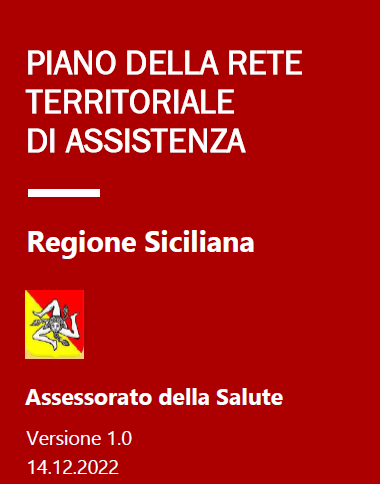 PIANO DELLA RETE
TERRITORIALE
DI ASSISTENZA
Regione Siciliana
Assessorato della Salute
Versione 1.0
14.12.2022